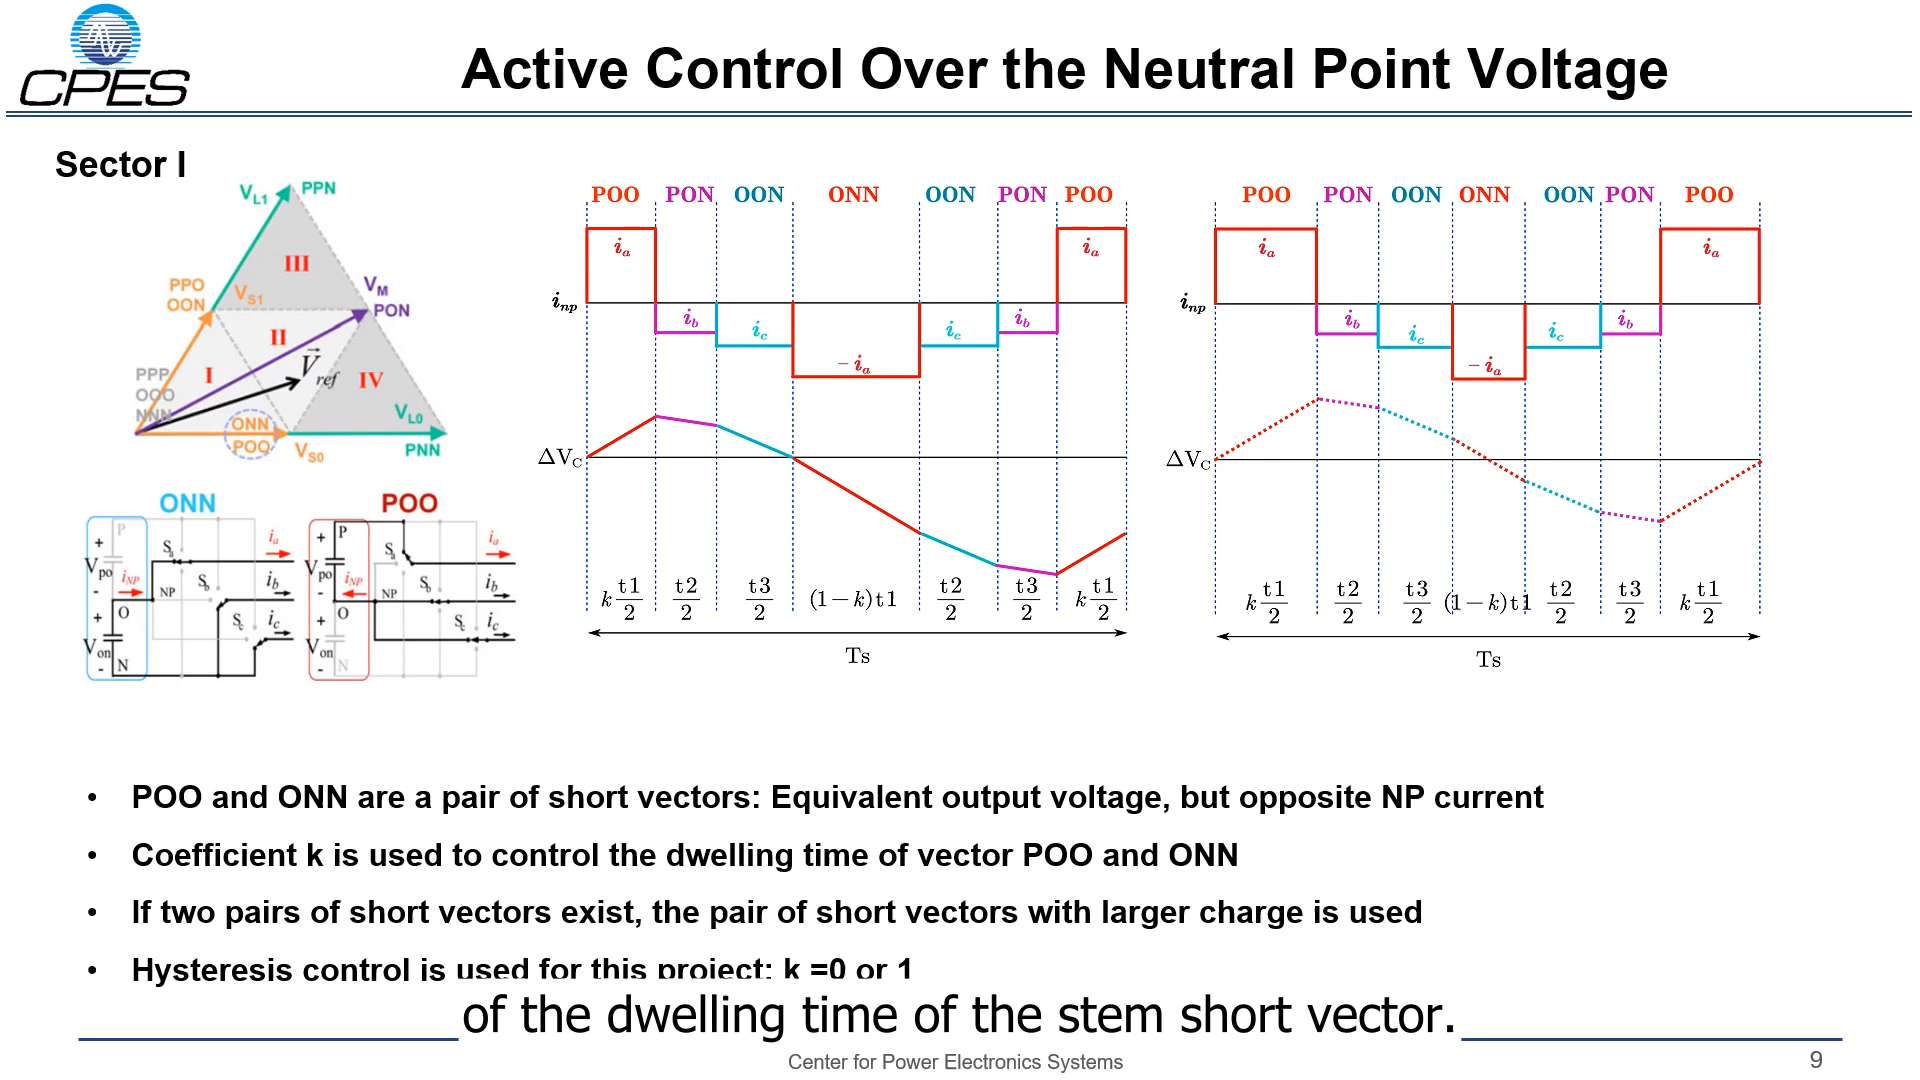 CPES
Active Control Over the Neutral Point Voltage
Sector I
V_L1 PPN
III
PPO
OON
V_S1
V_M
PON
II
I
V_ref
IV
PPP
OOO
NNN
ONN
POO
V_L0
V_S0
PNN
ONN
POO
P
+
V_po
-
i_NP
O
+
V_on
-
N
S_a
S_b
S_c
NP
i_a
i_b
i_c
P
+
V_po
-
i_NP
O
+
V_on
-
N
S_a
S_b
S_c
NP
i_a
i_b
i_c
POO PON OON ONN OON PON POO
i_a i_a
i_np
i_b i_c i_c i_b
− i_a
ΔV_C
k t1/2 t2/2 t3/2 (1−k)t1 t2/2 t3/2 k t1/2
Ts
POO PON OON ONN OON PON POO
i_a i_a
i_np
i_b i_c i_c i_b
− i_a
ΔV_C
k t1/2 t2/2 t3/2 (1−k)t1 t2/2 t3/2 k t1/2
Ts
• POO and ONN are a pair of short vectors: Equivalent output voltage, but opposite NP current
• Coefficient k is used to control the dwelling time of vector POO and ONN
• If two pairs of short vectors exist, the pair of short vectors with larger charge is used
• Hysteresis control is used for this project: k =0 or 1
of the dwelling time of the stem short vector.
Center for Power Electronics Systems
9